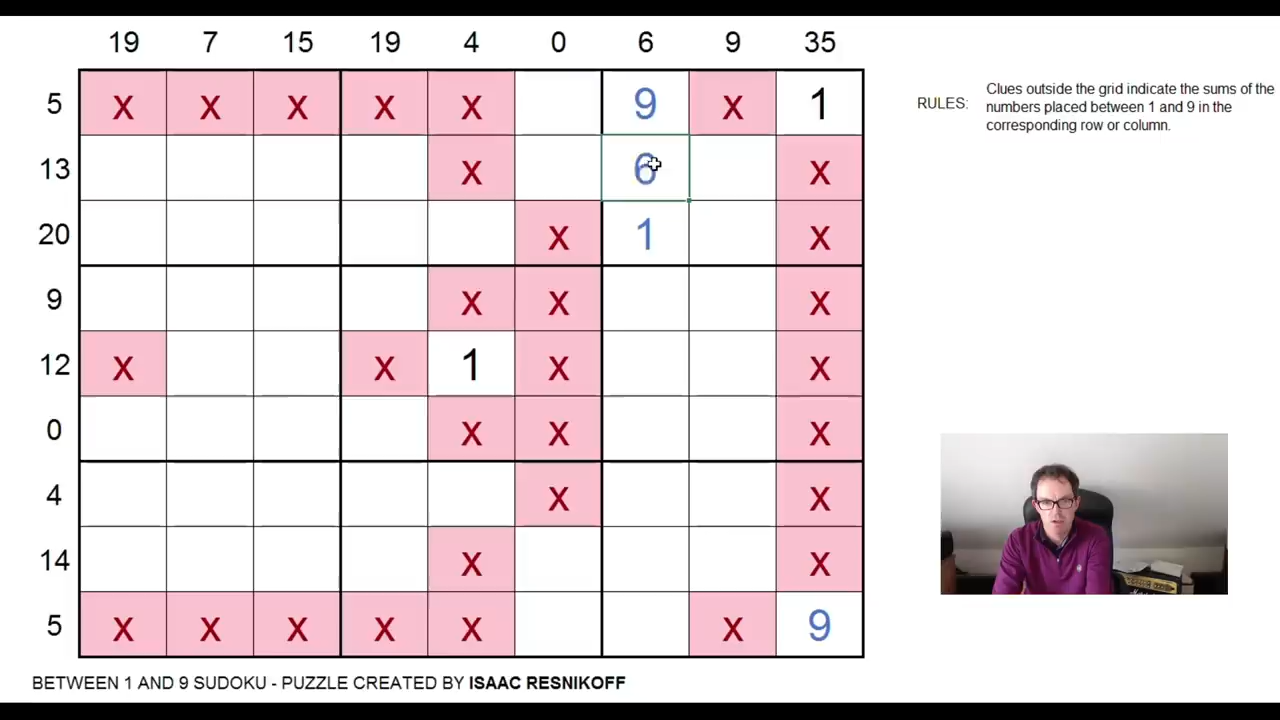 19 7 15 19 4 0 6 9 35
5 x x x x x 9 x 1
RULES: Clues outside the grid indicate the sums of the
numbers placed between 1 and 9 in the
corresponding row or column.
13 x 6 x
20 x 1 x
9 x x x
12 x x 1 x x
0 x x x
4 x x
14 x x
5 x x x x x x 9
BETWEEN 1 AND 9 SUDOKU - PUZZLE CREATED BY ISAAC RESNIKOFF